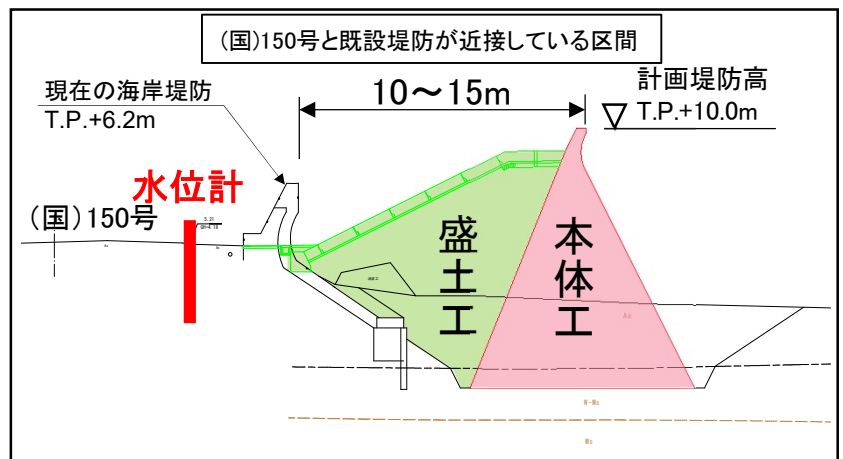 (国)150号と既設堤防が近接している区間
現在の海岸堤防
T.P.+6.2m
10～15m
計画堤防高
T.P.+10.0m
水位計
(国)150号
盛土工
本体工